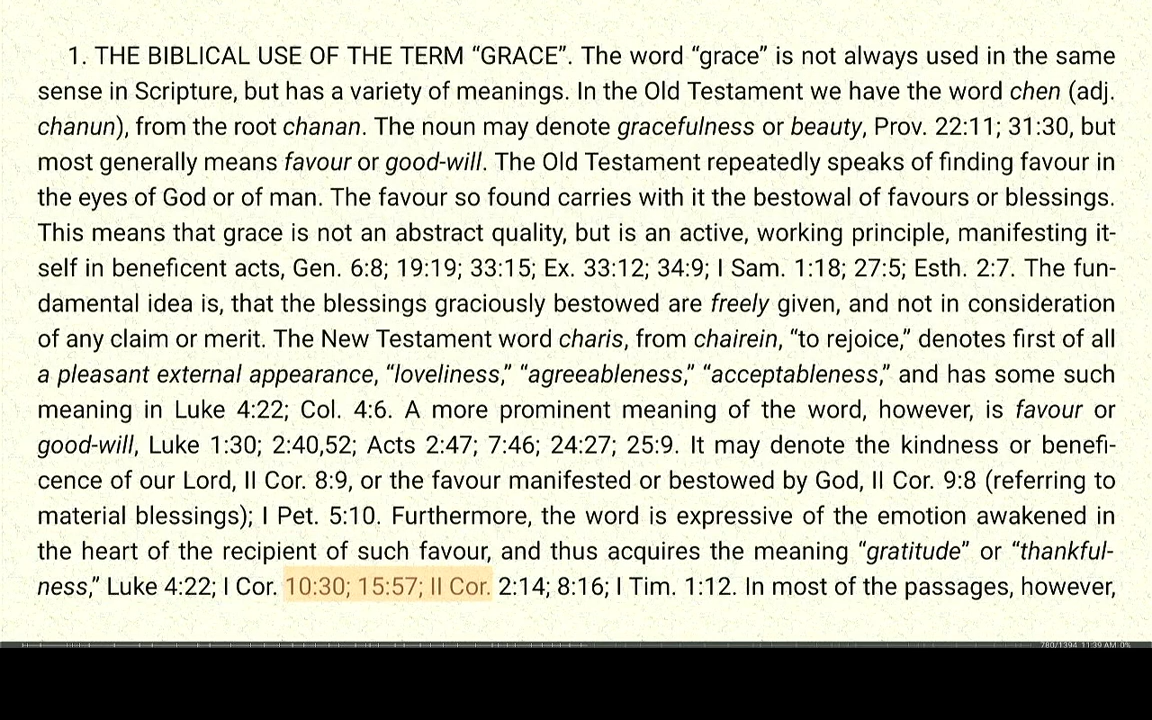 1. THE BIBLICAL USE OF THE TERM “GRACE”. The word “grace” is not always used in the same
sense in Scripture, but has a variety of meanings. In the Old Testament we have the word chen (adj.
chanun), from the root chanan. The noun may denote gracefulness or beauty, Prov. 22:11; 31:30, but
most generally means favour or good-will. The Old Testament repeatedly speaks of finding favour in
the eyes of God or of man. The favour so found carries with it the bestowal of favours or blessings.
This means that grace is not an abstract quality, but is an active, working principle, manifesting it-
self in beneficent acts, Gen. 6:8; 19:19; 33:15; Ex. 33:12; 34:9; I Sam. 1:18; 27:5; Esth. 2:7. The fun-
damental idea is, that the blessings graciously bestowed are freely given, and not in consideration
of any claim or merit. The New Testament word charis, from chairein, “to rejoice,” denotes first of all
a pleasant external appearance, “loveliness,” “agreeableness,” “acceptableness,” and has some such
meaning in Luke 4:22; Col. 4:6. A more prominent meaning of the word, however, is favour or
good-will, Luke 1:30; 2:40,52; Acts 2:47; 7:46; 24:27; 25:9. It may denote the kindness or benefi-
cence of our Lord, II Cor. 8:9, or the favour manifested or bestowed by God, II Cor. 9:8 (referring to
material blessings); I Pet. 5:10. Furthermore, the word is expressive of the emotion awakened in
the heart of the recipient of such favour, and thus acquires the meaning “gratitude” or “thankful-
ness,” Luke 4:22; I Cor. 10:30; 15:57; II Cor. 2:14; 8:16; I Tim. 1:12. In most of the passages, however,
780/1394 11:39 AM 0%